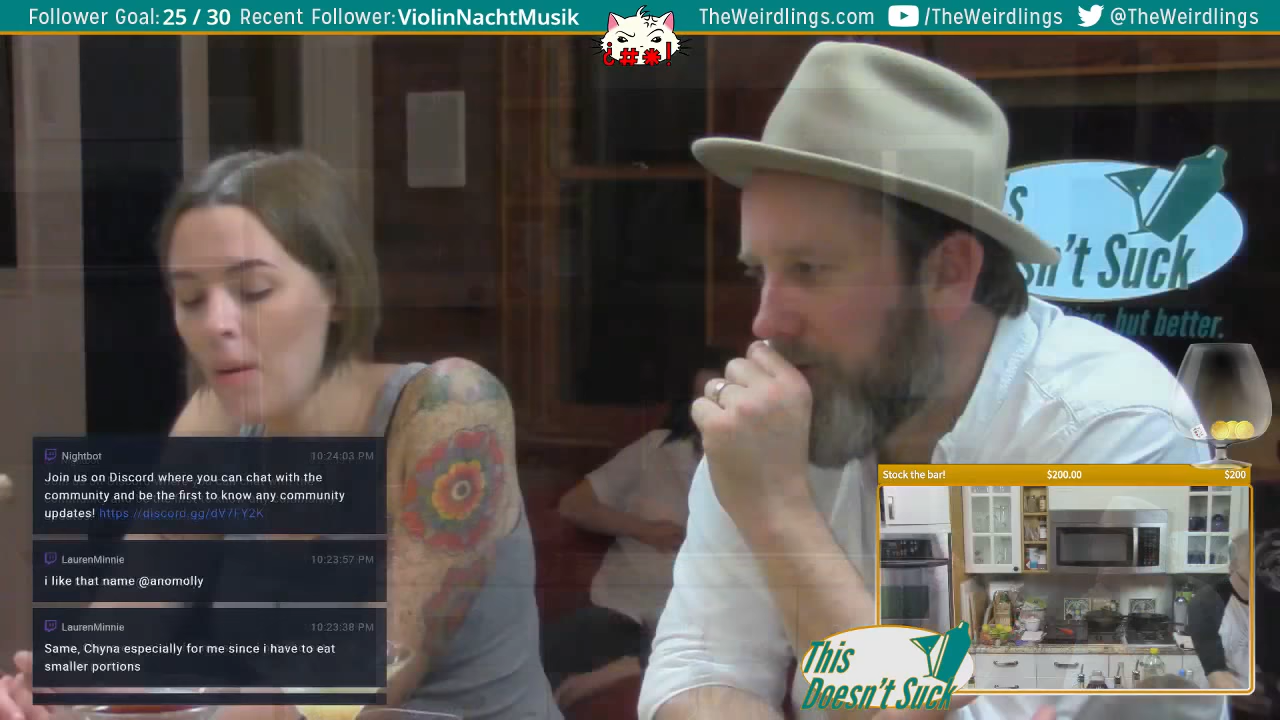 Follower Goal: 25 / 30 Recent Follower: ViolinNachtMusik
TheWeirdlings.com /TheWeirdlings @TheWeirdlings
¿#*!
n't Suck
but better.
Nightbot 10:24:03 PM
Join us on Discord where you can chat with the
community and be the first to know any community
updates! https://discord.gg/dV7FY2K
LaurenMinnie 10:23:57 PM
i like that name @anomolly
LaurenMinnie 10:23:38 PM
Same, Chyna especially for me since i have to eat
smaller portions
Stock the bar! $200.00 $200
This
Doesn't Suck